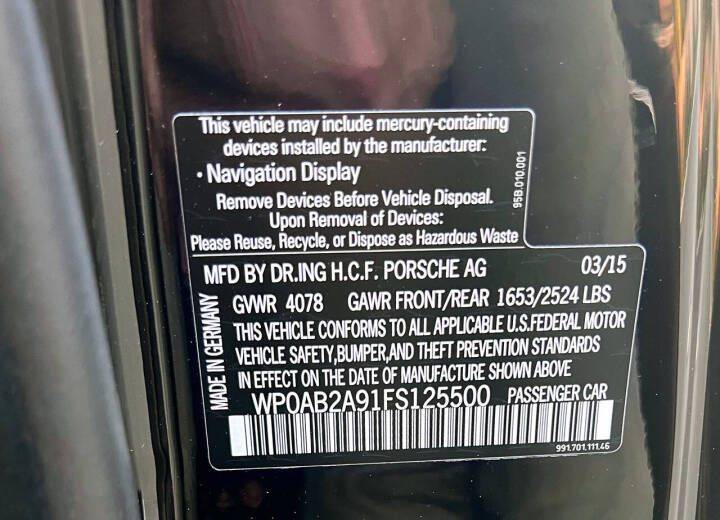 This vehicle may include mercury-containing
devices installed by the manufacturer:
• Navigation Display
Remove Devices Before Vehicle Disposal.
Upon Removal of Devices:
Please Reuse, Recycle, or Dispose as Hazardous Waste
95B.010.001
MFD BY DR.ING H.C.F. PORSCHE AG 03/15
GVWR 4078 GAWR FRONT/REAR 1653/2524 LBS
THIS VEHICLE CONFORMS TO ALL APPLICABLE U.S.FEDERAL MOTOR
VEHICLE SAFETY,BUMPER,AND THEFT PREVENTION STANDARDS
IN EFFECT ON THE DATE OF MANUFACTURE SHOWN ABOVE
WP0AB2A91FS125500 PASSENGER CAR
MADE IN GERMANY
991.701.111.46